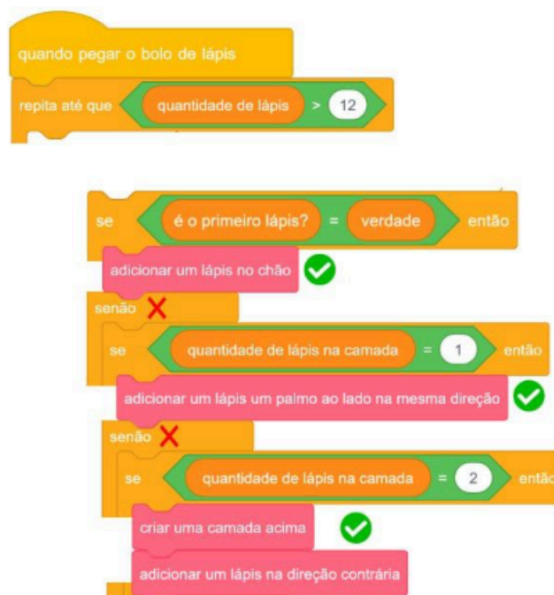 quando pegar o bolo de lápis
repita até que quantidade de lápis > 12
se é o primeiro lápis? = verdade então
adicionar um lápis no chão
senão
se quantidade de lápis na camada = 1 então
adicionar um lápis um palmo ao lado na mesma direção
senão
se quantidade de lápis na camada = 2 então
criar uma camada acima
adicionar um lápis na direção contrária